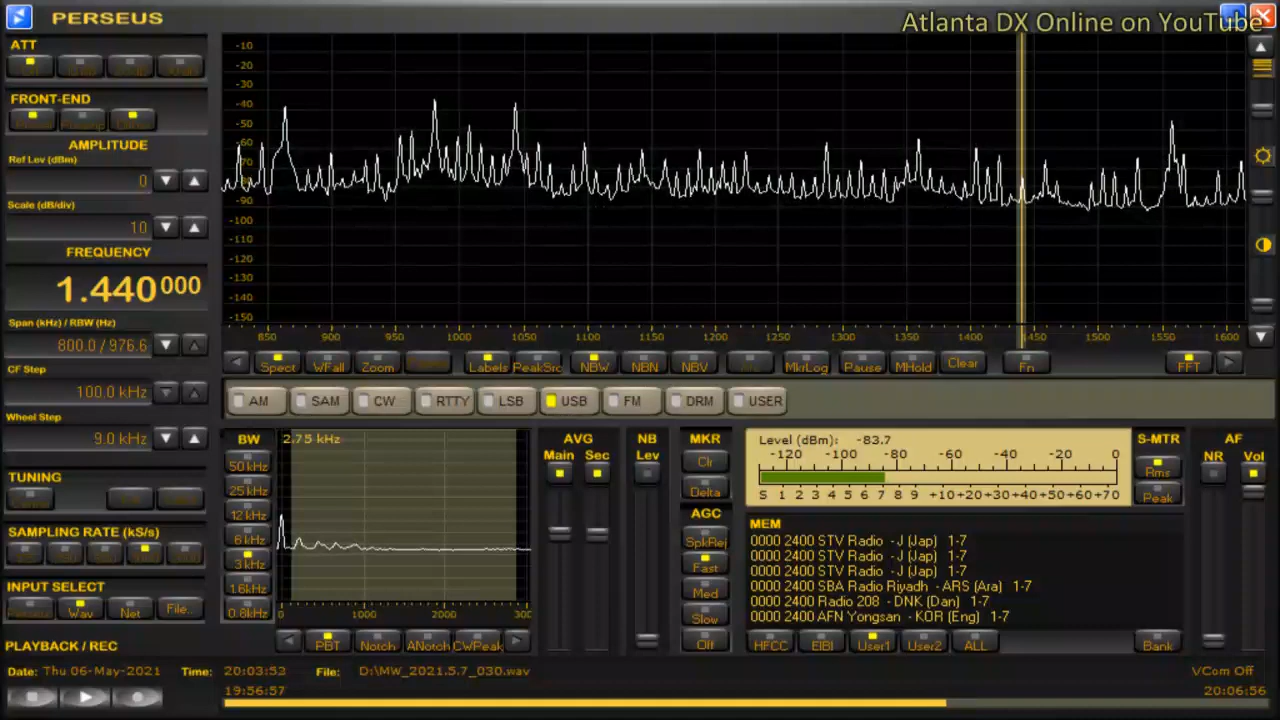 PERSEUS
Atlanta DX Online on YouTube
ATT
FRONT-END
AMPLITUDE
Ref Lev (dBm)
0
Scale (dB/div)
10
FREQUENCY
1.440 000
Span (kHz) / RBW (Hz)
800.0 / 976.6
CF Step
100.0 kHz
Wheel Step
9.0 kHz
TUNING
SAMPLING RATE (kS/s)
INPUT SELECT
Wav Net File..
-10
-20
-30
-40
-50
-60
-70
-80
-90
-100
-110
-120
-130
-140
-150
850 900 950 1000 1050 1100 1150 1200 1250 1300 1350 1400 1450 1500 1550 1600
Spect WFall Zoom Labels PeakSrc NBW NBN NBV MkrLog Pause MHold Clear Fn FFT
AM SAM CW RTTY LSB USB FM DRM USER
BW
50 kHz
25 kHz
12 kHz
6 kHz
3 kHz
1.6kHz
0.8kHz
2.75 kHz
0 1000 2000 300
PBT Notch ANotch CWPeak
AVG
Main Sec
NB
Lev
MKR
Clr
Delta
AGC
SpkRej
Fast
Med
Slow
Off
Level (dBm): -83.7
-120 -100 -80 -60 -40 -20 0
S 1 2 3 4 5 6 7 8 9 +10+20+30+40+50+60+70
S-MTR
Rms
Peak
AF
NR Vol
MEM
0000 2400 STV Radio - J (Jap) 1-7
0000 2400 STV Radio - J (Jap) 1-7
0000 2400 STV Radio - J (Jap) 1-7
0000 2400 SBA Radio Riyadh - ARS (Ara) 1-7
0000 2400 Radio 208 - DNK (Dan) 1-7
0000 2400 AFN Yongsan - KOR (Eng) 1-7
HFCC EIBI User1 User2 ALL Bank
PLAYBACK / REC
Date: Thu 06-May-2021 Time: 20:03:53 File: D:\MW_2021.5.7_030.wav VCom Off
19:56:57 20:06:56